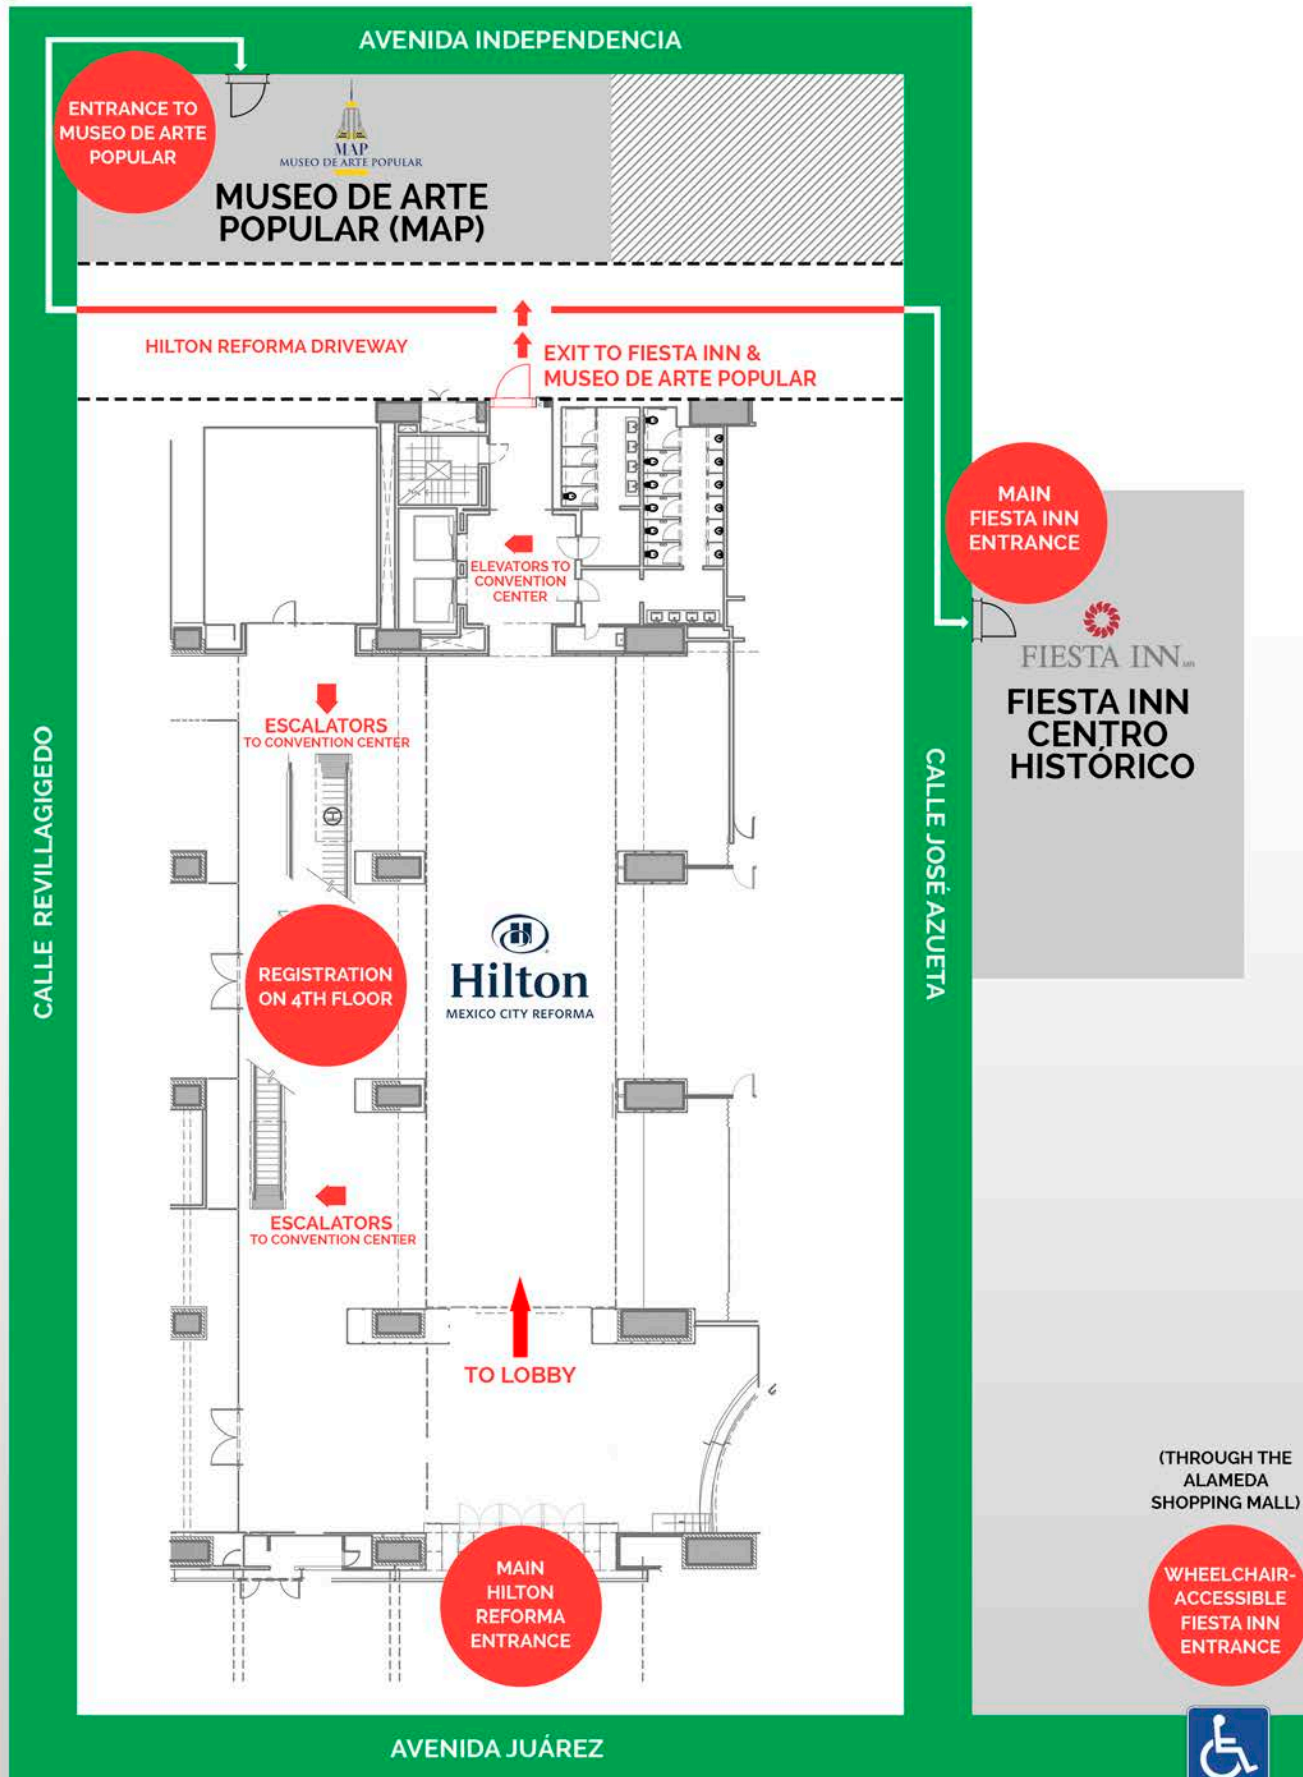 AVENIDA INDEPENDENCIA
ENTRANCE TO
MUSEO DE ARTE
POPULAR
MAP
MUSEO DE ARTE POPULAR
MUSEO DE ARTE
POPULAR (MAP)
HILTON REFORMA DRIVEWAY
EXIT TO FIESTA INN &
MUSEO DE ARTE POPULAR
MAIN
FIESTA INN
ENTRANCE
ELEVATORS TO
CONVENTION
CENTER
FIESTA INN
FIESTA INN
CENTRO
HISTÓRICO
ESCALATORS
TO CONVENTION CENTER
CALLE REVILLAGIGEDO
CALLE JOSÉ AZUETA
H
REGISTRATION
ON 4TH FLOOR
H
Hilton
MEXICO CITY REFORMA
ESCALATORS
TO CONVENTION CENTER
TO LOBBY
(THROUGH THE
ALAMEDA
SHOPPING MALL)
MAIN
HILTON
REFORMA
ENTRANCE
WHEELCHAIR-
ACCESSIBLE
FIESTA INN
ENTRANCE
AVENIDA JUÁREZ